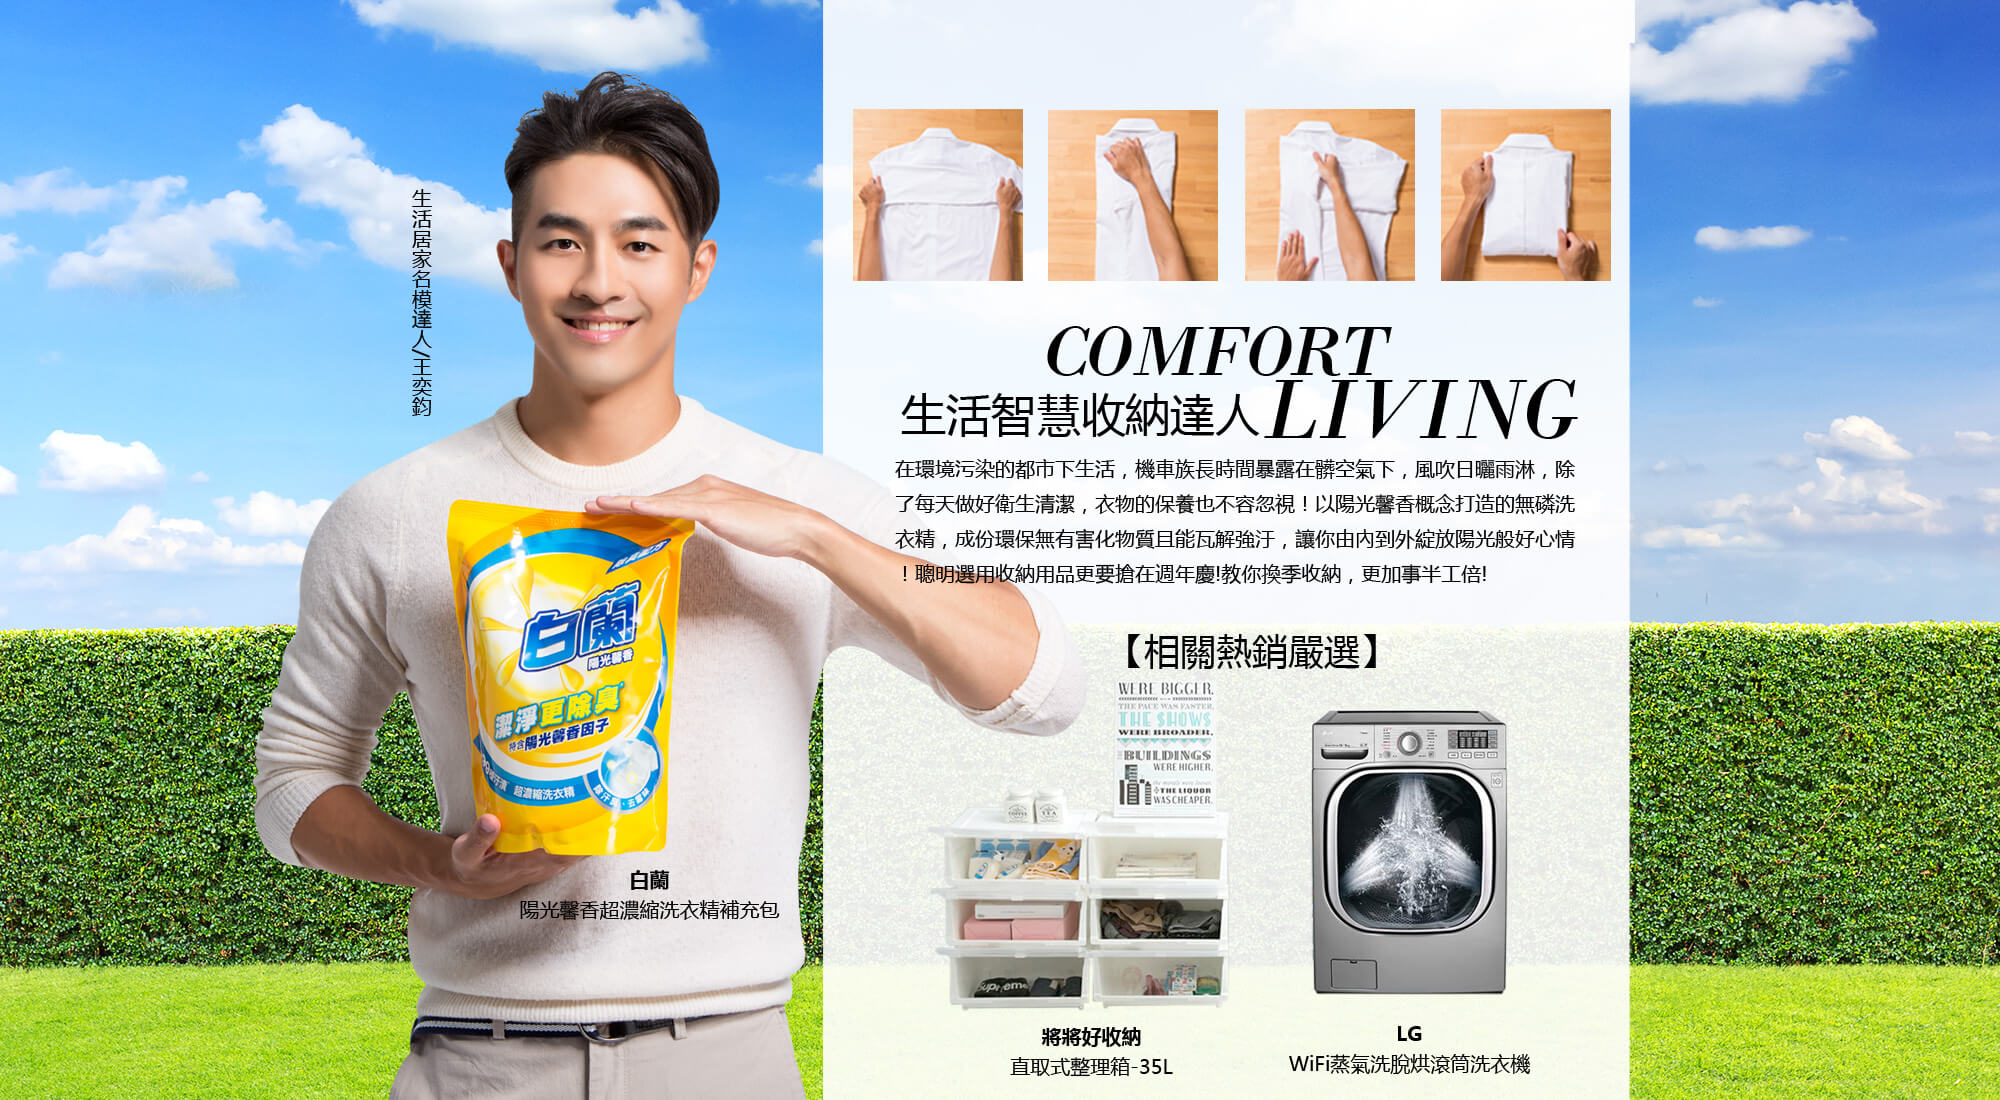 生活居家名模達人/王奕鈞
COMFORT
生活智慧收納達人LIVING
在環境污染的都市下生活，機車族長時間暴露在髒空氣下，風吹日曬雨淋，除
了每天做好衛生清潔，衣物的保養也不容忽視！以陽光馨香概念打造的無磷洗
衣精，成份環保無有害化物質且能瓦解強汙，讓你由內到外綻放陽光般好心情
！聰明選用收納用品更要搶在週年慶!教你換季收納，更加事半工倍!
白蘭
陽光馨香
潔淨更除臭
特含陽光馨香因子
超濃縮洗衣精
白蘭
陽光馨香超濃縮洗衣精補充包
【相關熱銷嚴選】
WERE BIGGER.
THE PACE WAS FASTER.
THE SHOWS
WERE BROADER.
BUILDINGS
WERE HIGHER.
THE LIQUOR
WAS CHEAPER.
COFFEE
TEA
Supreme
將將好收納
直取式整理箱-35L
LG
WiFi蒸氣洗脫烘滾筒洗衣機